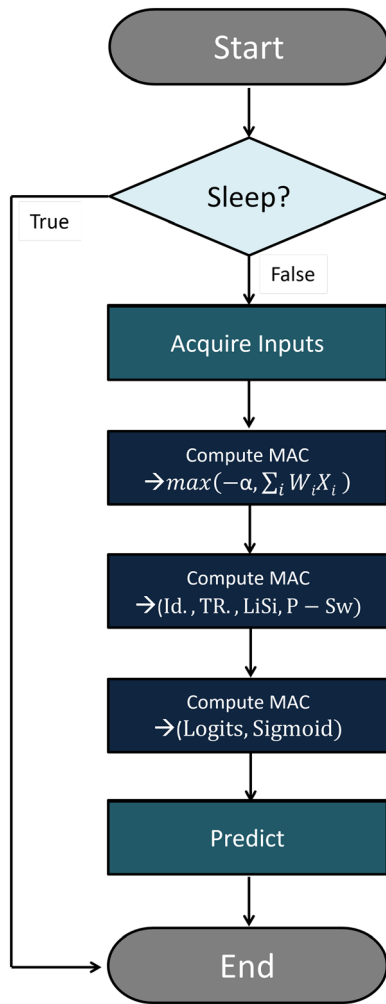 Start
Sleep?
True
False
Acquire Inputs
Compute MAC
→max(−α, ∑ᵢ WᵢXᵢ )
Compute MAC
→(Id. , TR. , LiSi, P − Sw)
Compute MAC
→(Logits, Sigmoid)
Predict
End